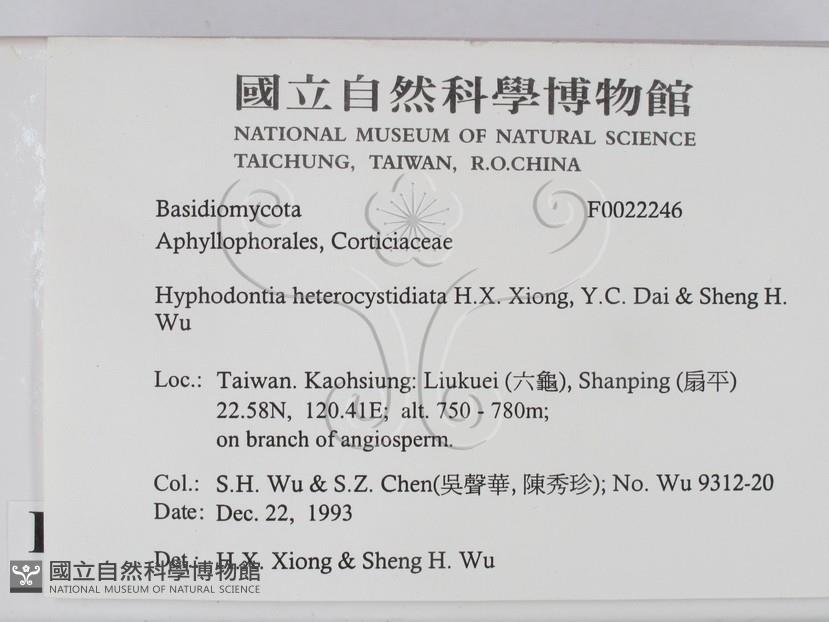 國立自然科學博物館
NATIONAL MUSEUM OF NATURAL SCIENCE
TAICHUNG, TAIWAN, R.O.CHINA
Basidiomycota F0022246
Aphyllophorales, Corticiaceae
Hyphodontia heterocystidiata H.X. Xiong, Y.C. Dai & Sheng H.
Wu
Loc.: Taiwan. Kaohsiung: Liukuei (六龜), Shanping (扇平)
22.58N, 120.41E; alt. 750 - 780m;
on branch of angiosperm.
Col.: S.H. Wu & S.Z. Chen(吳聲華, 陳秀珍); No. Wu 9312-20
Date: Dec. 22, 1993
Det.: H.X. Xiong & Sheng H. Wu
國立自然科學博物館
NATIONAL MUSEUM OF NATURAL SCIENCE